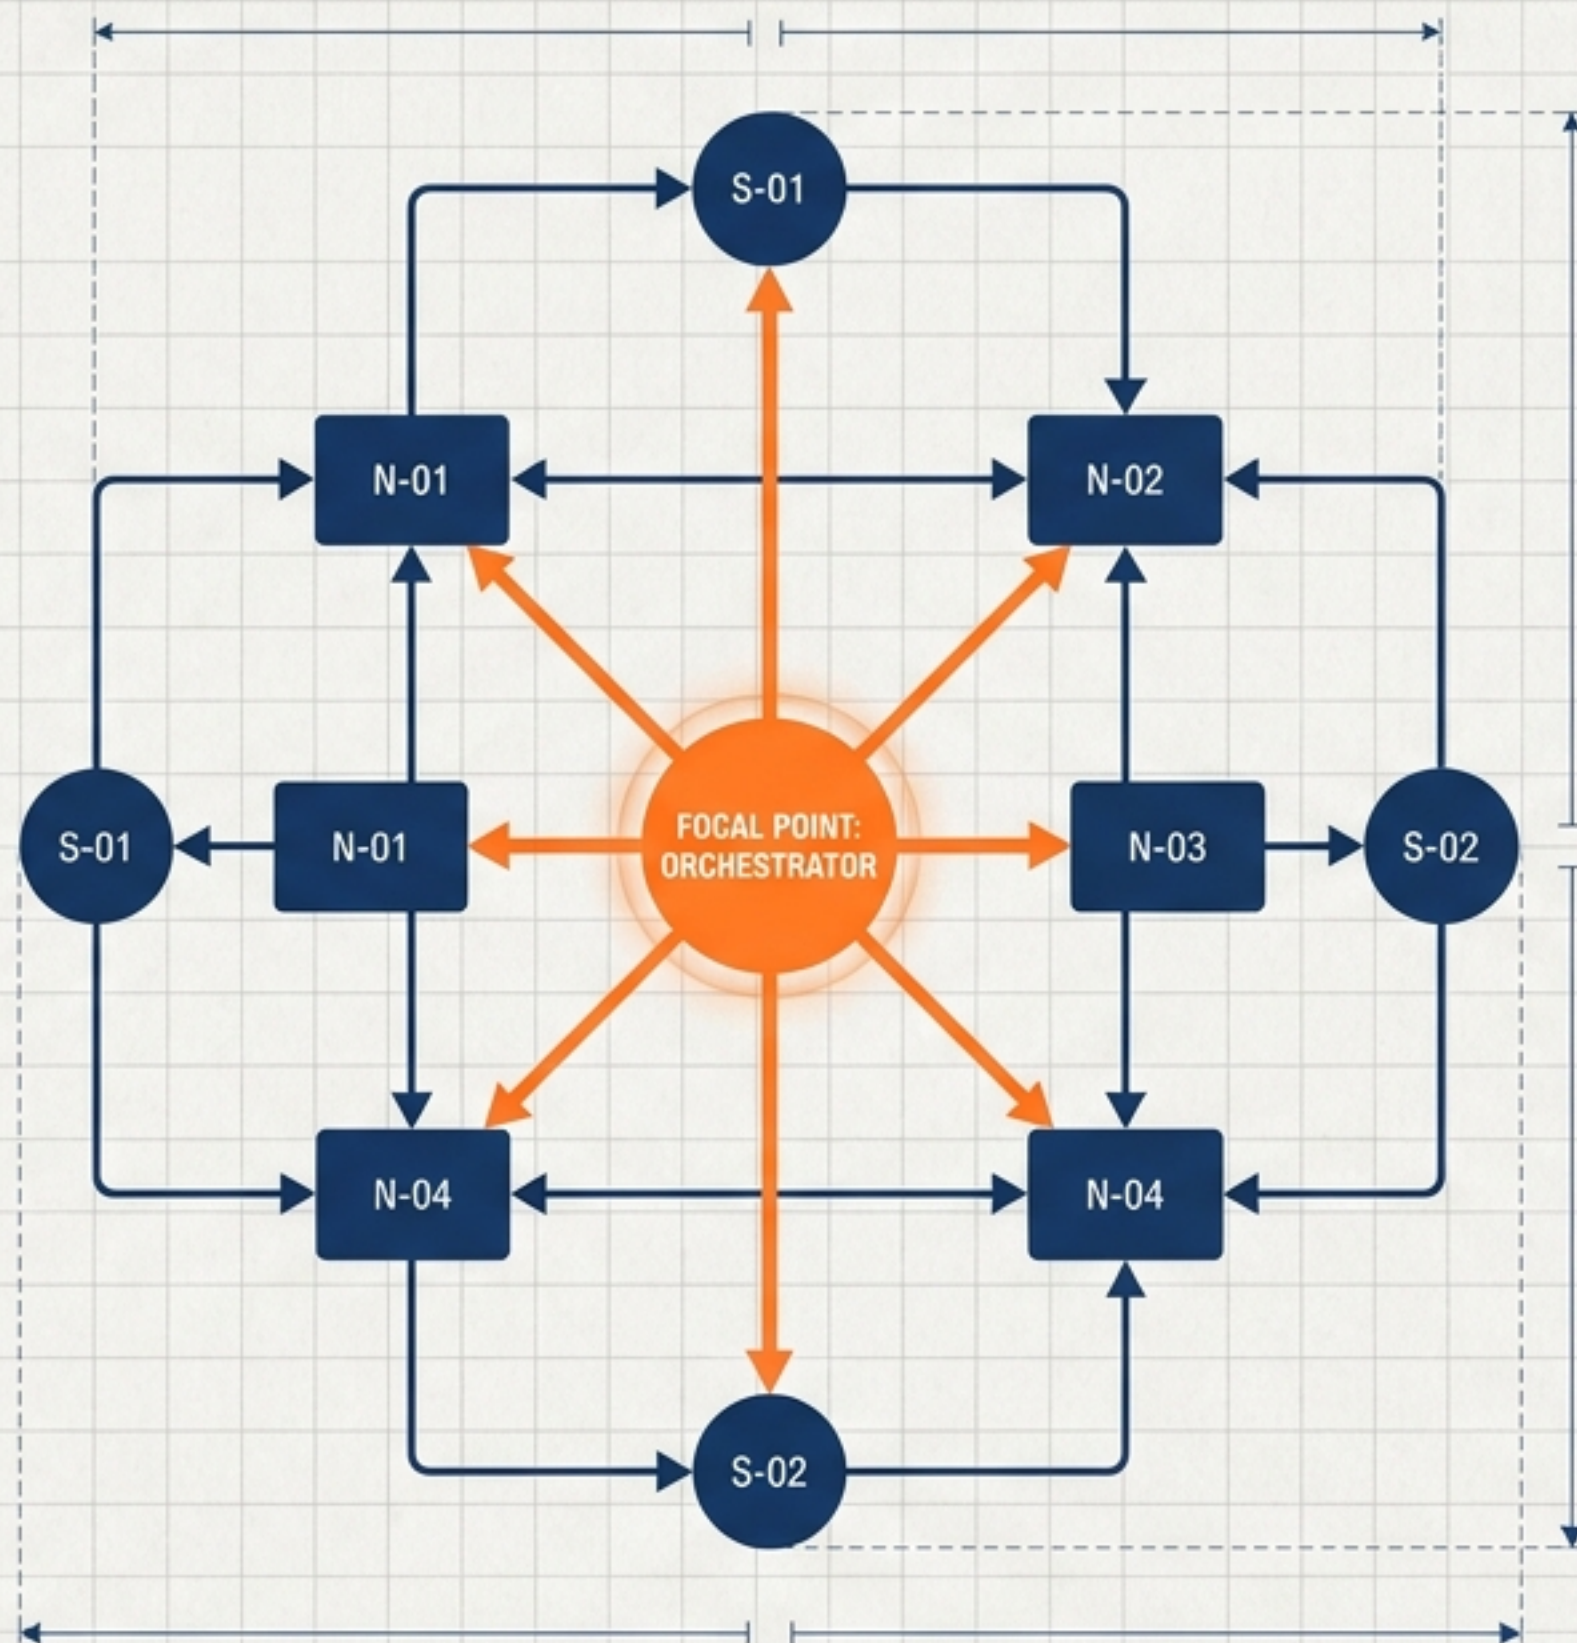 S-01
N-01
N-02
S-01
N-01
FOCAL POINT:
ORCHESTRATOR
N-03
S-02
N-04
N-04
S-02